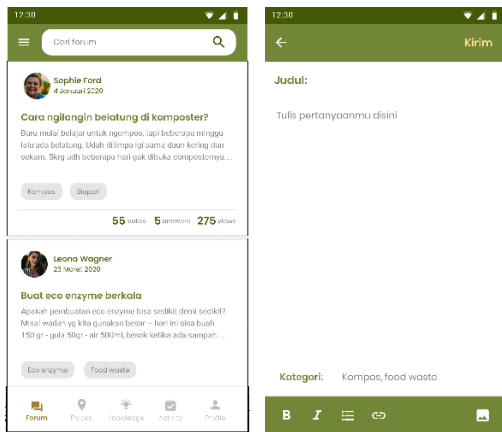 12:30
Cari forum
Sophie Ford
4 Januari 2020
Cara ngilangin belatung di komposter?
Baru mulai belajar untuk ngompos, tapi beberapa minggu
lalu ada belatung. Udah ditimpa lgi sama daun kering dan
sekam. Skrg udh beberapa hari gak dibuka composternya....
Kompos
Biopori
55 votes 5 answers 275 views
Leona Wagner
23 Maret 2020
Buat eco enzyme berkala
Apakah pembuatan eco enzyme bisa sedikit demi sedikit?
Misal wadah yg kita gunakan besar – hari ini sisa buah
150 gr - gula 50gr - air 500ml, besok ketika ada sampah....
Eco enzyme
Food waste
Forum
Places
Knowledge
Activity
Profile
12:30
Kirim
Judul:
Tulis pertanyaanmu disini
Kategori: Kompos, food waste
B I